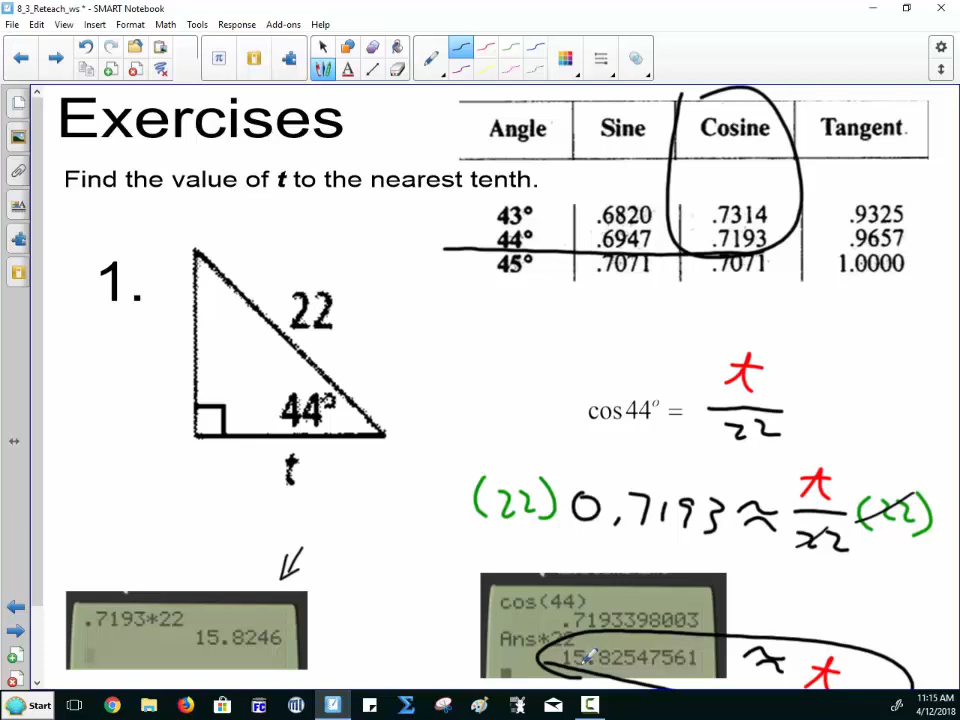 8_3_Reteach_ws * - SMART Notebook
File Edit View Insert Format Math Tools Response Add-ons Help
Exercises
Find the value of t to the nearest tenth.
Angle Sine Cosine Tangent.
43° .6820 .7314 .9325
44° .6947 .7193 .9657
45° .7071 .7071 1.0000
1.
22
44°
t
cos44° = t/22
(22) 0.7193 ≈ t/22 (22)
.7193*22
15.8246
cos(44)
.7193398003
Ans*22
15.82547561
≈ t
Start
11:15 AM
4/12/2018